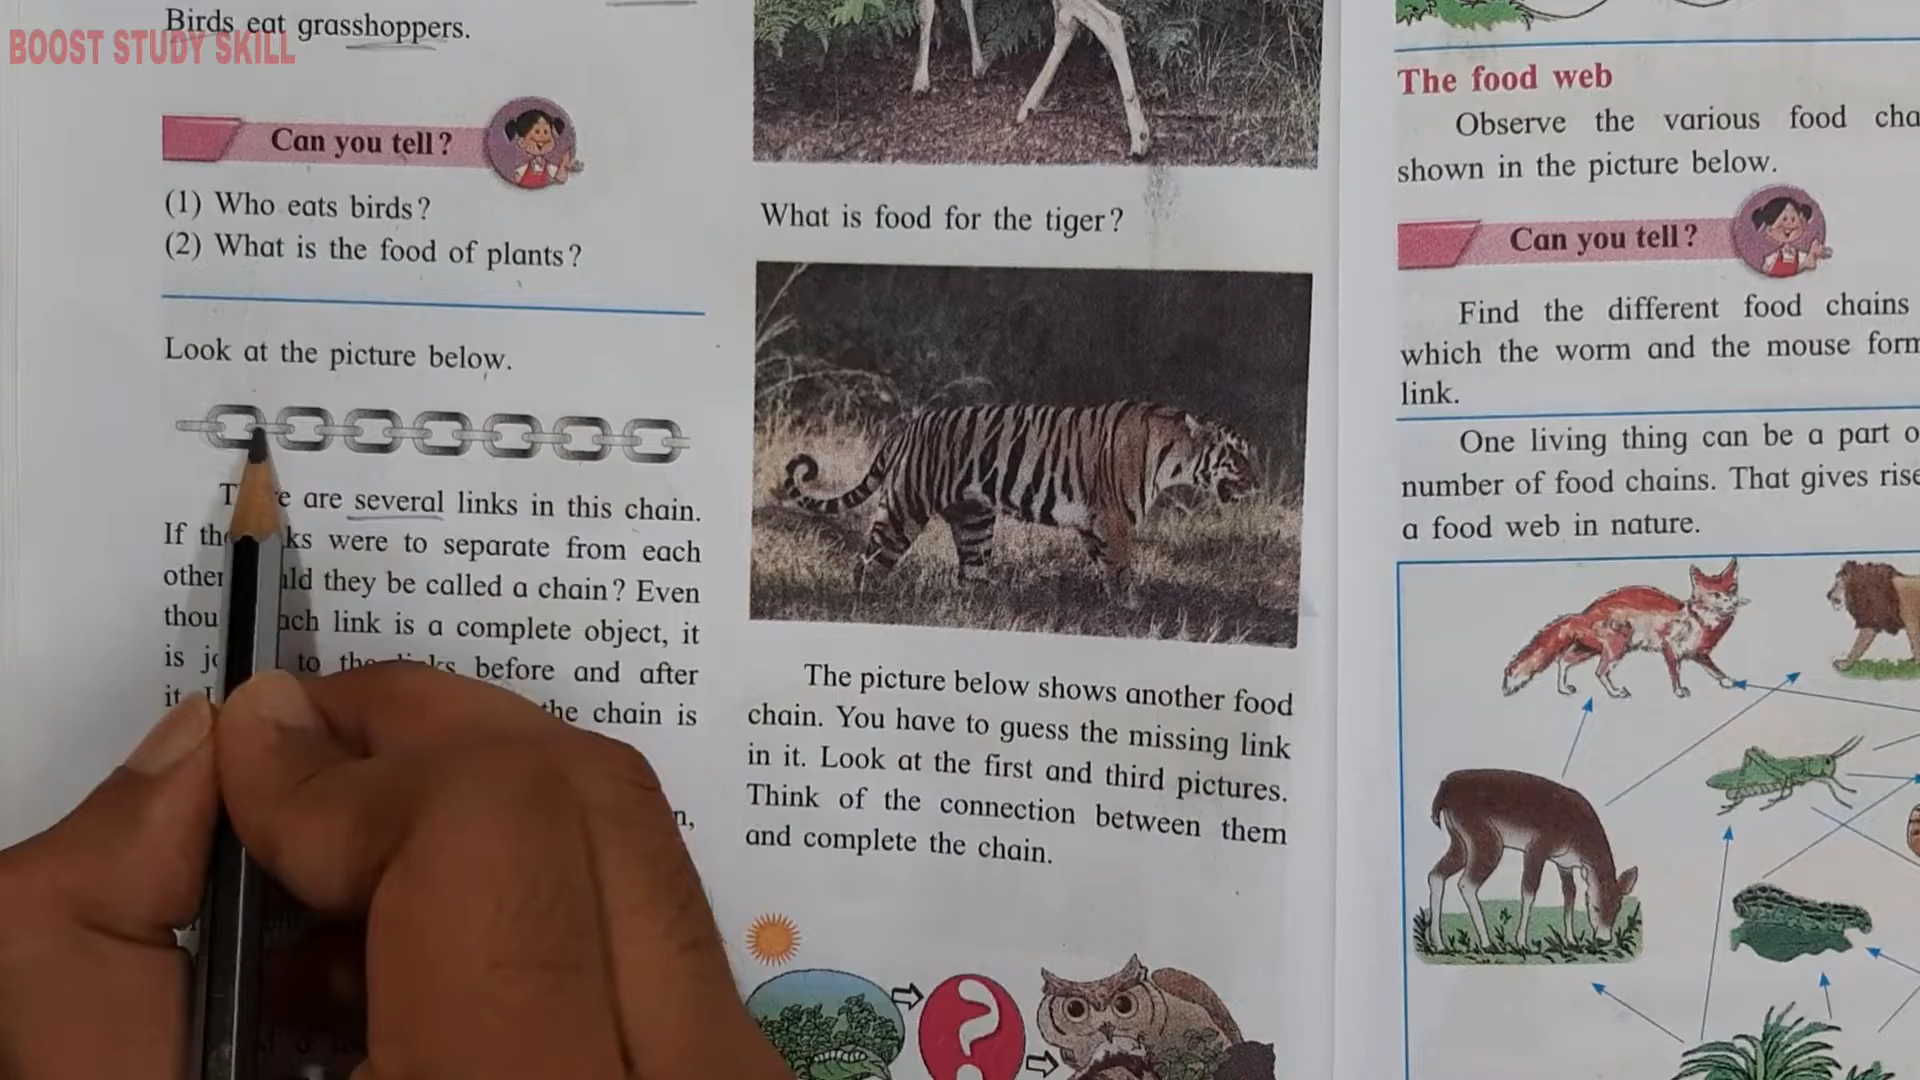 BOOST STUDY SKILL
Birds eat grasshoppers.
Can you tell?
(1) Who eats birds?
(2) What is the food of plants?
Look at the picture below.
are several links in this chain.
If were to separate from each
other they be called a chain? Even
link is a complete object, it
is to the before and after
it. the chain is
What is food for the tiger?
The picture below shows another food
chain. You have to guess the missing link
in it. Look at the first and third pictures.
Think of the connection between them
and complete the chain.
?
The food web
Observe the various food
shown in the picture below.
Can you tell?
Find the different food chains
which the worm and the mouse form
link.
One living thing can be a part
number of food chains. That gives
a food web in nature.